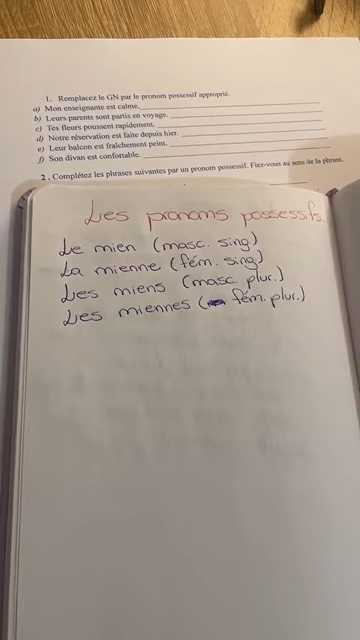 1. Remplacez le GN par le pronom possessif approprié.
a) Mon enseignante est calme.
b) Leurs parents sont partis en voyage.
c) Tes fleurs poussent rapidement.
d) Notre réservation est faite depuis hier.
e) Leur balcon est fraîchement peint.
f) Son divan est confortable.
2. Complétez les phrases suivantes par un pronom possessif. Fiez-vous au sens de la phrase.
Les pronoms possessifs.
Le mien (masc. sing.)
La mienne (fém. sing.)
Les miens (masc plur.)
Les miennes (fém. plur.)